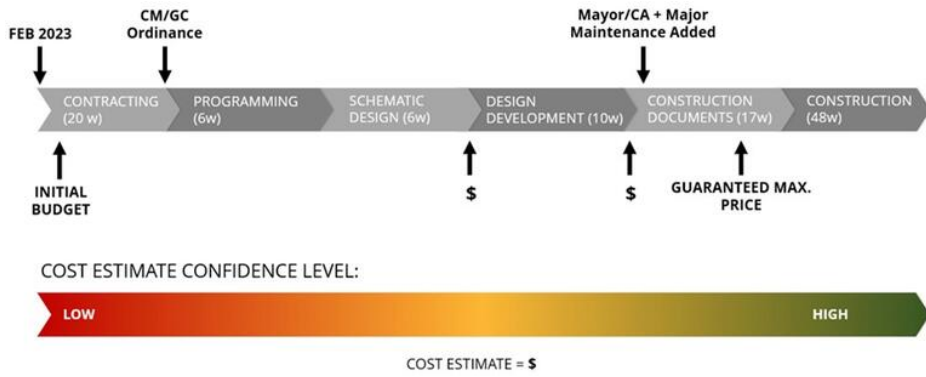 FEB 2023
CM/GC
Ordinance
Mayor/CA + Major
Maintenance Added
CONTRACTING
(20 w)
PROGRAMMING
(6w)
SCHEMATIC
DESIGN (6w)
DESIGN
DEVELOPMENT (10w)
CONSTRUCTION
DOCUMENTS (17w)
CONSTRUCTION
(48w)
INITIAL
BUDGET
$
$
GUARANTEED MAX.
PRICE
COST ESTIMATE CONFIDENCE LEVEL:
LOW
HIGH
COST ESTIMATE = $